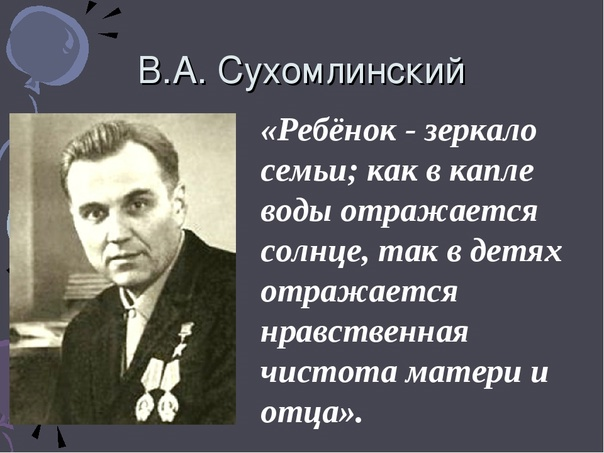 В.А. Сухомлинский
«Ребёнок - зеркало
семьи; как в капле
воды отражается
солнце, так в детях
отражается
нравственная
чистота матери и
отца».